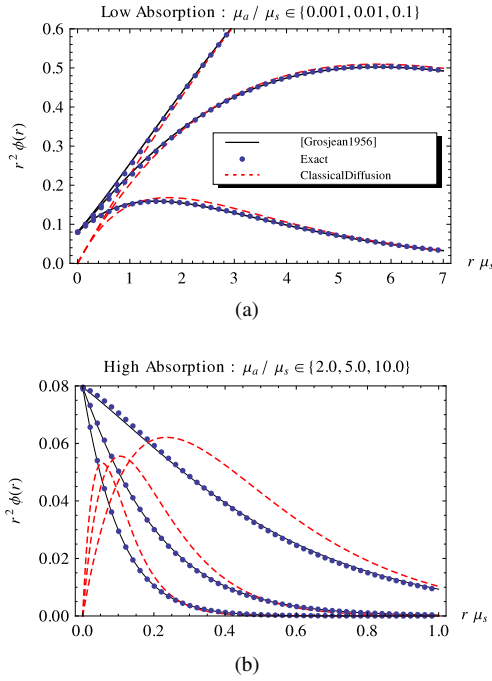 Low Absorption : μa / μs ∈ {0.001, 0.01, 0.1}
0.6
0.5
0.4
0.3
0.2
0.1
0.0
r² ϕ(r)
[Grosjean1956]
Exact
ClassicalDiffusion
0 1 2 3 4 5 6 7
r μs
(a)
High Absorption : μa / μs ∈ {2.0, 5.0, 10.0}
0.08
0.06
0.04
0.02
0.00
r² ϕ(r)
0.0 0.2 0.4 0.6 0.8 1.0
r μs
(b)